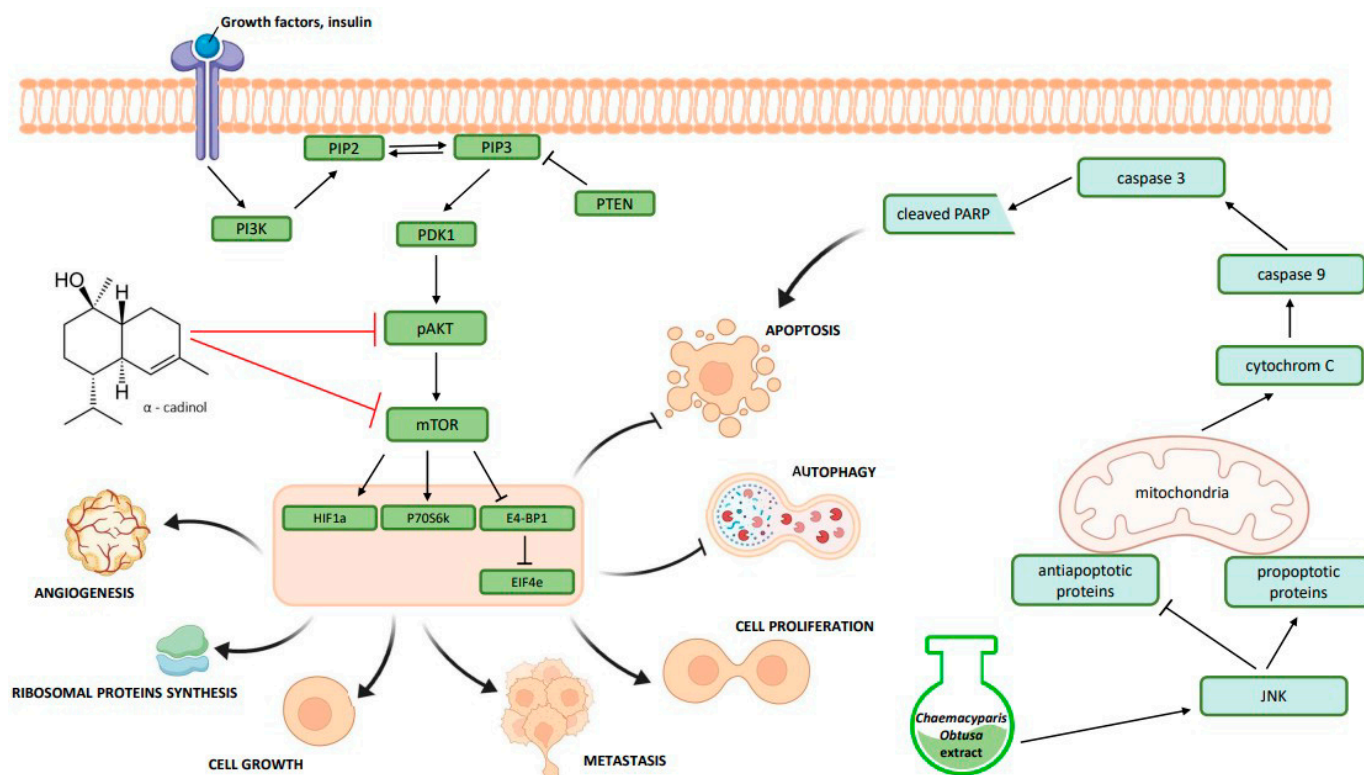 Growth factors, insulin
PIP2
PIP3
PI3K
PTEN
PDK1
caspase 3
cleaved PARP
caspase 9
HO
H
H
α - cadinol
pAKT
APOPTOSIS
cytochrom C
mTOR
AUTOPHAGY
mitochondria
HIF1a
P70S6k
E4-BP1
EIF4e
ANGIOGENESIS
antiapoptotic
proteins
propoptotic
proteins
CELL PROLIFERATION
RIBOSOMAL PROTEINS SYNTHESIS
JNK
Chaemacyparis
Obtusa
extract
CELL GROWTH
METASTASIS